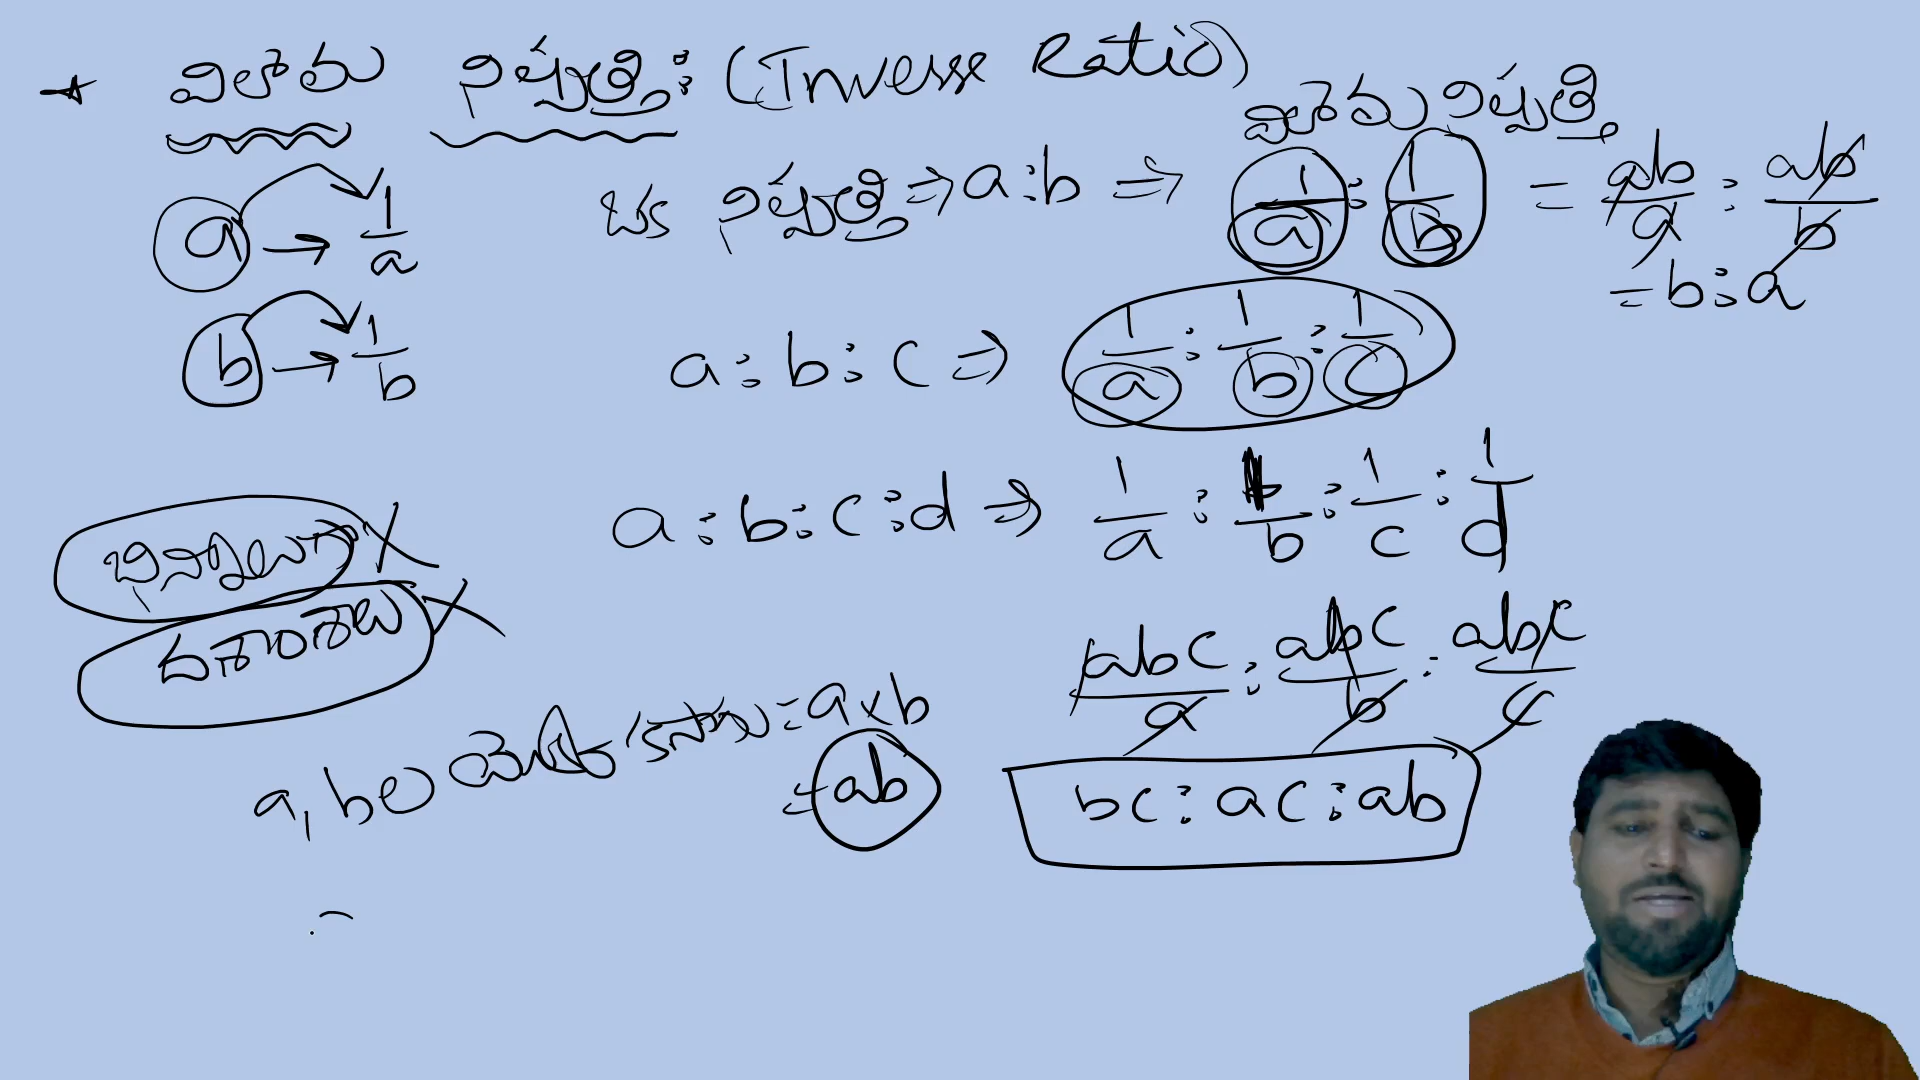 విలోమ నిష్పత్తి: (Inverse Ratio)
విలోమ నిష్పత్తి
a → 1/a
ఒక నిష్పత్తి ⇒ a:b ⇒ 1/a : 1/b = ab/a : ab/b
= b:a
b → 1/b
a:b:c ⇒ 1/a : 1/b : 1/c
a:b:c:d ⇒ 1/a : 1/b : 1/c : 1/d
భిన్నాలుగా X
దశాంశాలు X
abc/a : abc/b : abc/c
a, b ల యొక్క క.సా.గు = a x b
= ab
bc : ac : ab